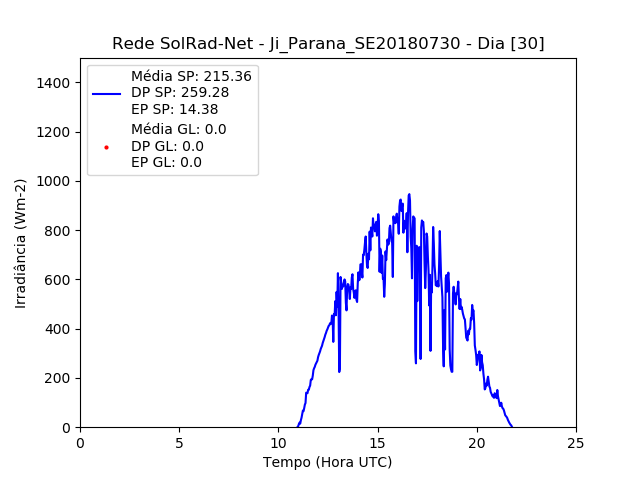 Rede SolRad-Net - Ji_Parana_SE20180730 - Dia [30]
Média SP: 215.36
DP SP: 259.28
EP SP: 14.38
Média GL: 0.0
DP GL: 0.0
EP GL: 0.0
Irradiância (Wm-2)
1400
1200
1000
800
600
400
200
0
0 5 10 15 20 25
Tempo (Hora UTC)